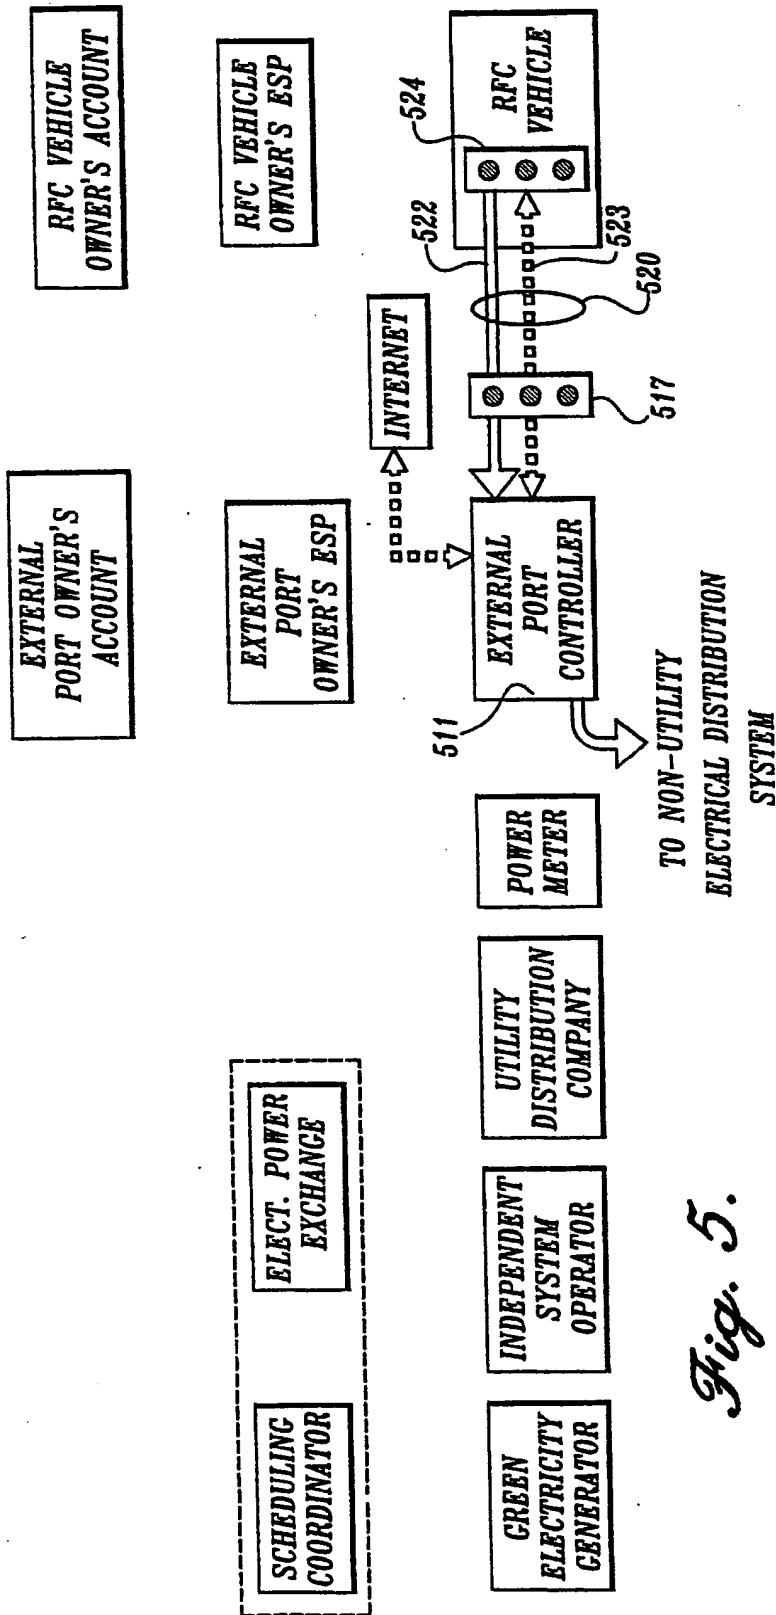 EXTERNAL
PORT OWNER'S
ACCOUNT
RFC VEHICLE
OWNER'S ACCOUNT
SCHEDULING
COORDINATOR
ELECT. POWER
EXCHANGE
EXTERNAL
PORT
OWNER'S ESP
RFC VEHICLE
OWNER'S ESP
INTERNET
GREEN
ELECTRICITY
GENERATOR
INDEPENDENT
SYSTEM
OPERATOR
UTILITY
DISTRIBUTION
COMPANY
POWER
METER
511
EXTERNAL
PORT
CONTROLLER
522
524
RFC
VEHICLE
517
520
523
TO NON-UTILITY
ELECTRICAL DISTRIBUTION
SYSTEM
Fig. 5.